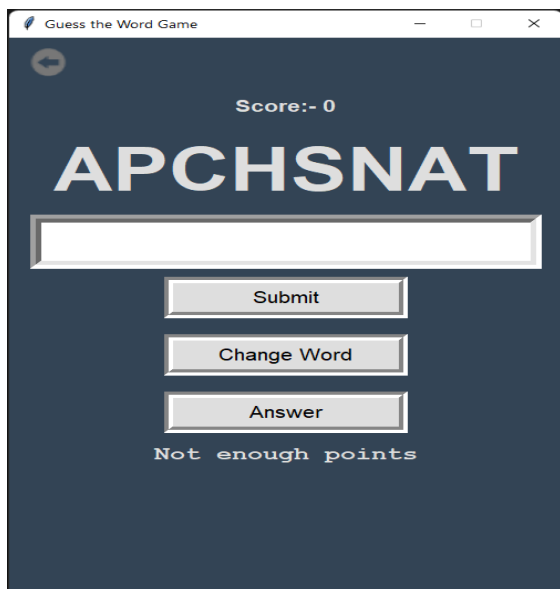 Guess the Word Game
Score:- 0
APCHSNAT
Submit
Change Word
Answer
Not enough points